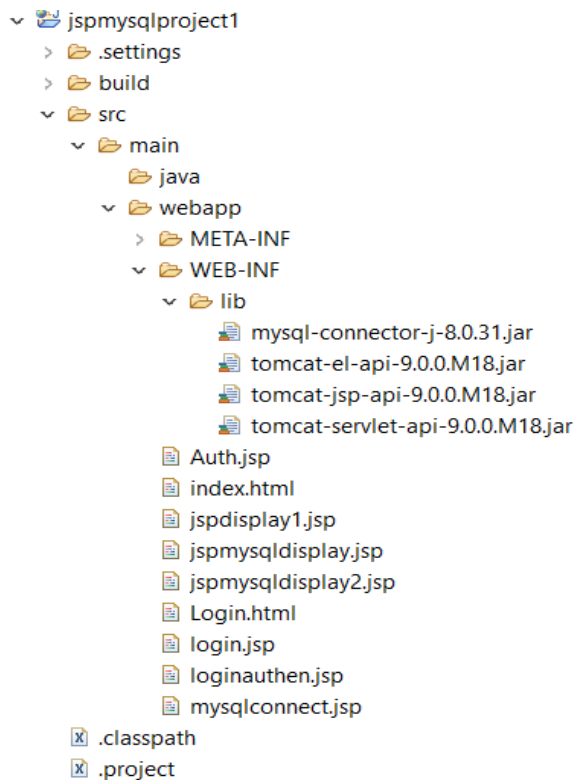 jspmysqlproject1
.settings
build
src
main
java
webapp
META-INF
WEB-INF
lib
mysql-connector-j-8.0.31.jar
tomcat-el-api-9.0.0.M18.jar
tomcat-jsp-api-9.0.0.M18.jar
tomcat-servlet-api-9.0.0.M18.jar
Auth.jsp
index.html
jspdisplay1.jsp
jspmysqldisplay.jsp
jspmysqldisplay2.jsp
Login.html
login.jsp
loginauthen.jsp
mysqlconnect.jsp
.classpath
.project